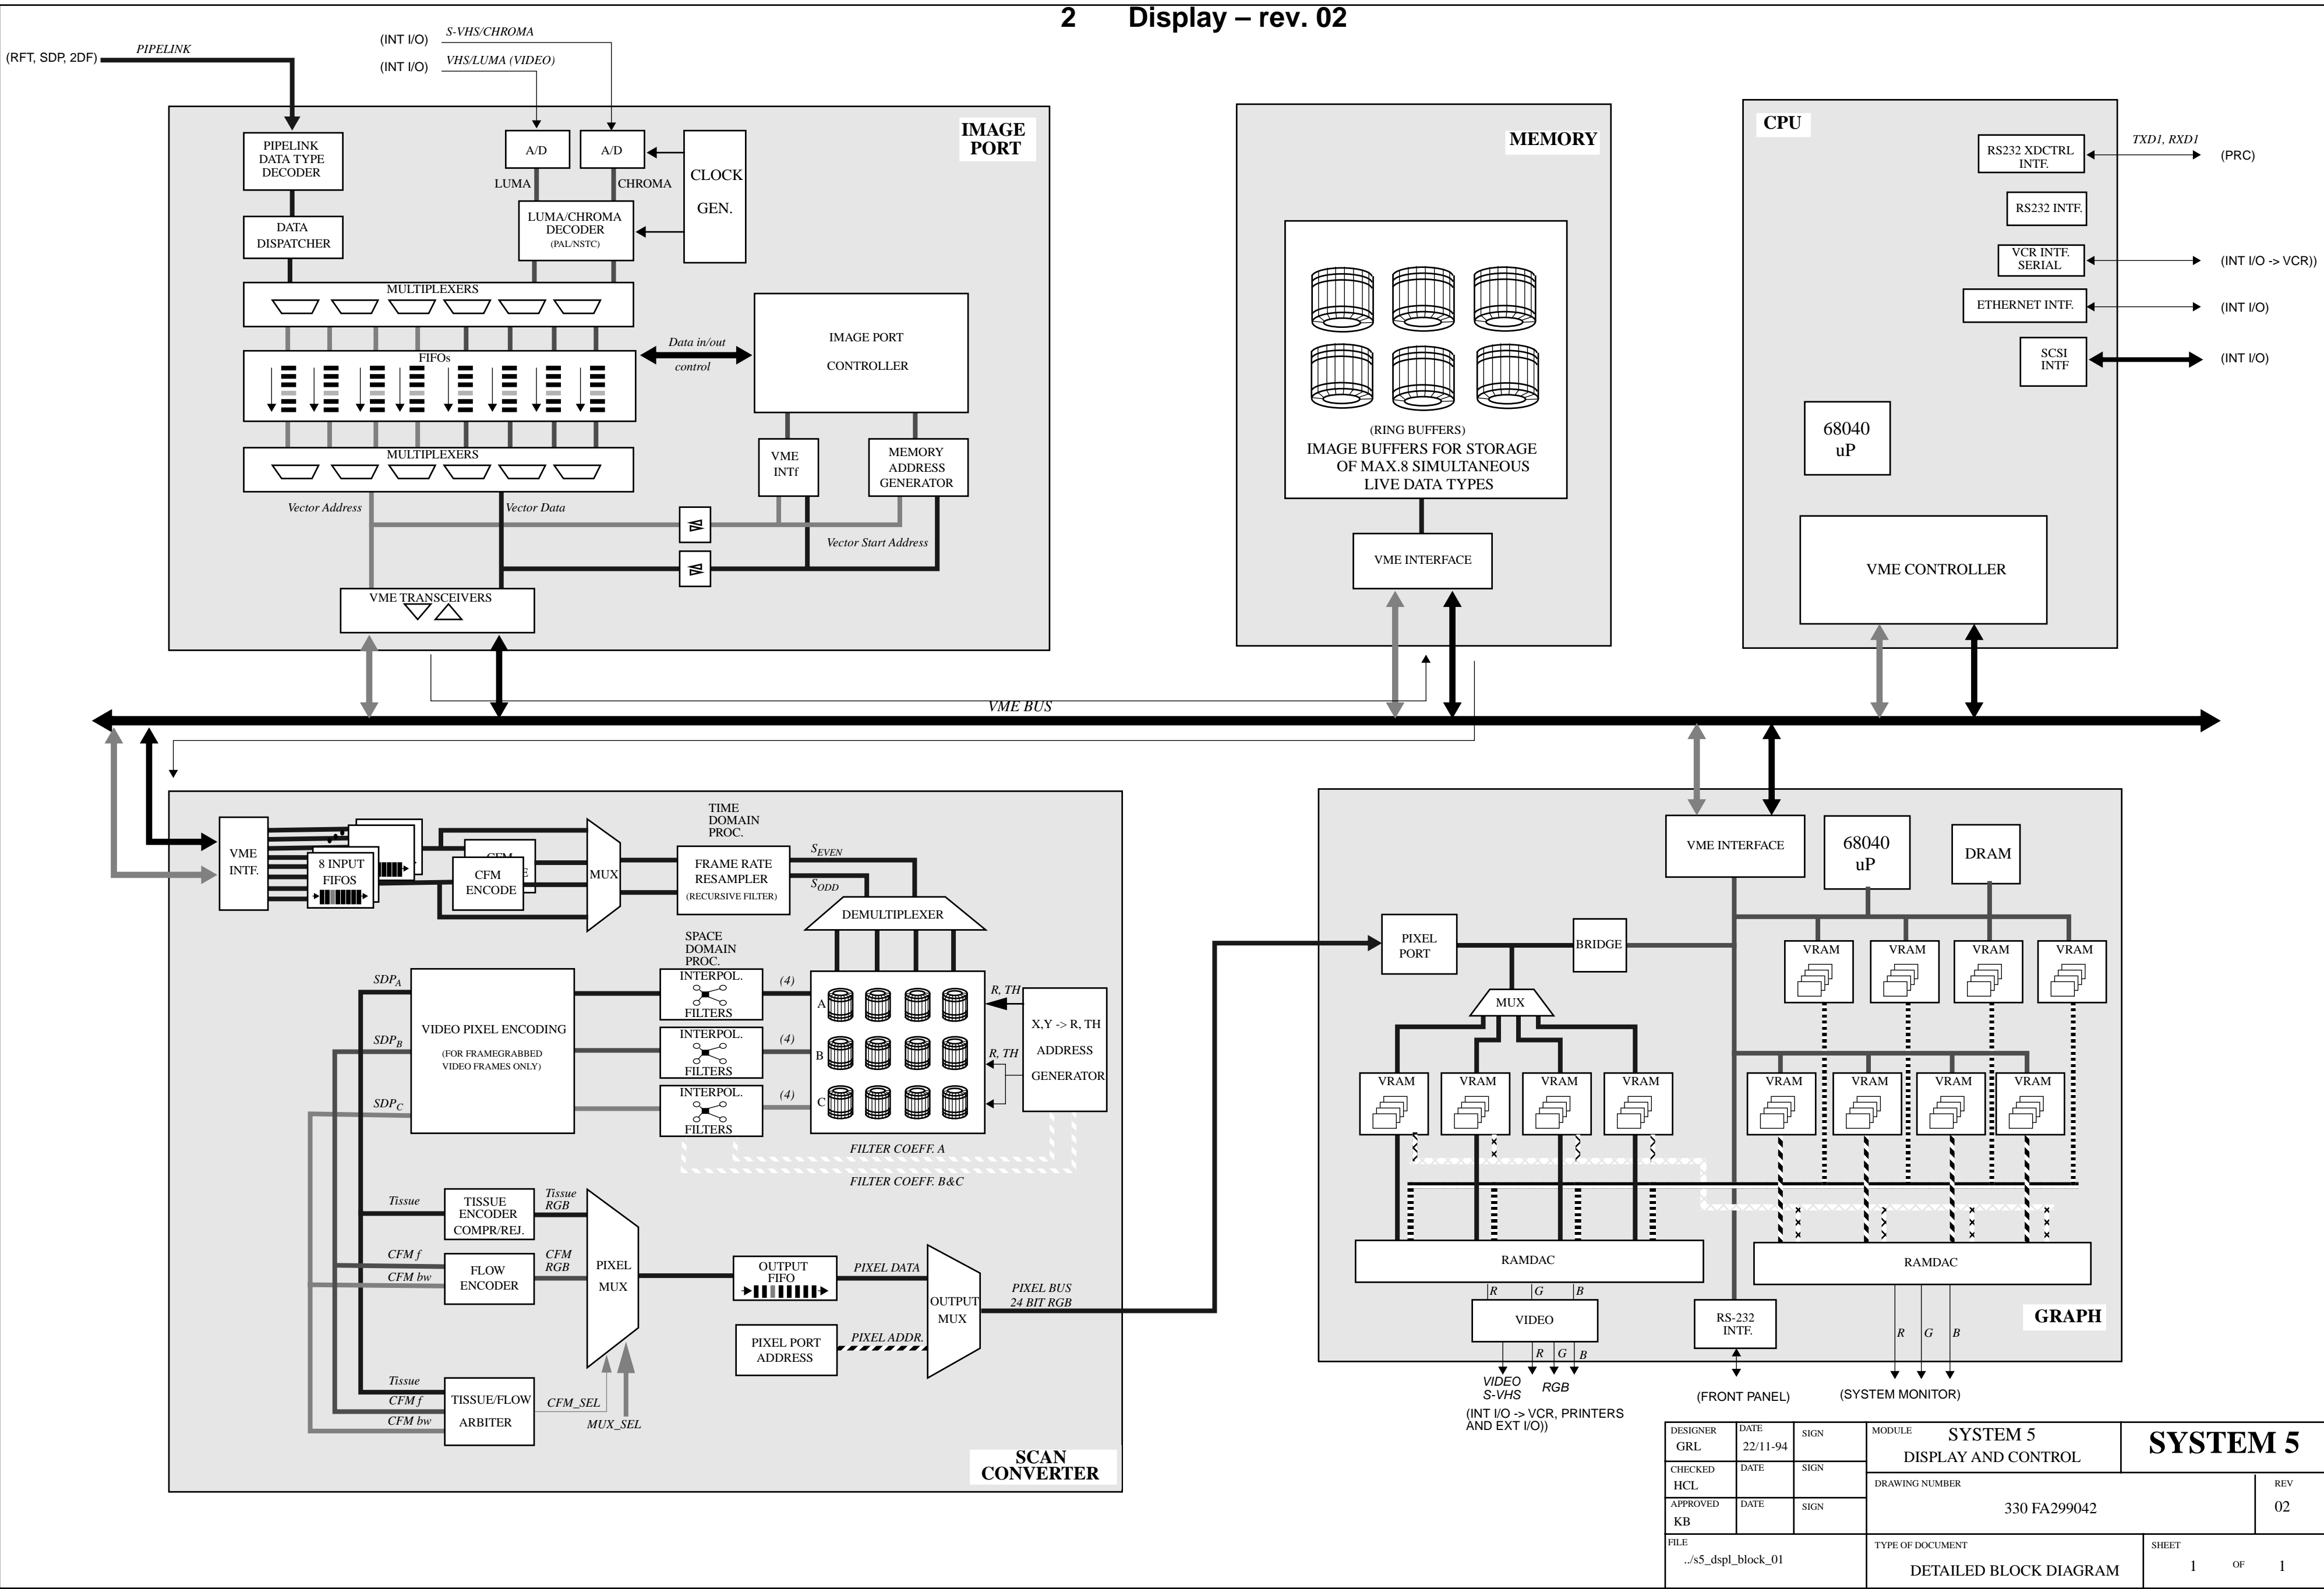 2 Display – rev. 02
(RFT, SDP, 2DF)
PIPELINK
(INT I/O)
S-VHS/CHROMA
(INT I/O)
VHS/LUMA (VIDEO)
IMAGE
PORT
PIPELINK
DATA TYPE
DECODER
DATA
DISPATCHER
A/D
A/D
LUMA
CHROMA
CLOCK
GEN.
LUMA/CHROMA
DECODER
(PAL/NSTC)
MULTIPLEXERS
FIFOs
Data in/out
control
IMAGE PORT
CONTROLLER
MULTIPLEXERS
VME
INTf
MEMORY
ADDRESS
GENERATOR
Vector Address
Vector Data
Vector Start Address
VME TRANSCEIVERS
MEMORY
(RING BUFFERS)
IMAGE BUFFERS FOR STORAGE
OF MAX.8 SIMULTANEOUS
LIVE DATA TYPES
VME INTERFACE
CPU
RS232 XDCTRL
INTF.
TXD1, RXD1
(PRC)
RS232 INTF.
VCR INTF.
SERIAL
(INT I/O -> VCR))
ETHERNET INTF.
(INT I/O)
SCSI
INTF
(INT I/O)
68040
uP
VME CONTROLLER
VME BUS
VME
INTF.
8 INPUT
FIFOS
CFM
E
CFM
ENCODE
MUX
TIME
DOMAIN
PROC.
FRAME RATE
RESAMPLER
(RECURSIVE FILTER)
SEVEN
SODD
DEMULTIPLEXER
SPACE
DOMAIN
PROC.
SDPA
SDPB
SDPC
VIDEO PIXEL ENCODING
(FOR FRAMEGRABBED
VIDEO FRAMES ONLY)
INTERPOL.
FILTERS
INTERPOL.
FILTERS
INTERPOL.
FILTERS
(4)
(4)
(4)
A
B
C
R, TH
R, TH
X,Y -> R, TH
ADDRESS
GENERATOR
FILTER COEFF. A
FILTER COEFF. B&C
Tissue
TISSUE
ENCODER
COMPR/REJ.
Tissue
RGB
CFM f
CFM bw
FLOW
ENCODER
CFM
RGB
PIXEL
MUX
OUTPUT
FIFO
PIXEL DATA
PIXEL PORT
ADDRESS
PIXEL ADDR.
OUTPUT
MUX
PIXEL BUS
24 BIT RGB
Tissue
CFM f
CFM bw
TISSUE/FLOW
ARBITER
CFM_SEL
MUX_SEL
SCAN
CONVERTER
VME INTERFACE
68040
uP
DRAM
PIXEL
PORT
BRIDGE
MUX
VRAM
VRAM
VRAM
VRAM
VRAM
VRAM
VRAM
VRAM
VRAM
VRAM
VRAM
VRAM
RAMDAC
RAMDAC
R
G
B
VIDEO
RS-232
INTF.
GRAPH
R
G
B
R
G
B
VIDEO
S-VHS
RGB
(INT I/O -> VCR, PRINTERS
AND EXT I/O))
(FRONT PANEL)
(SYSTEM MONITOR)
DESIGNER
GRL
DATE
22/11-94
SIGN
MODULE
SYSTEM 5
DISPLAY AND CONTROL
SYSTEM 5
CHECKED
HCL
DATE
SIGN
DRAWING NUMBER
330 FA299042
REV
02
APPROVED
KB
DATE
SIGN
FILE
../s5_dspl_block_01
TYPE OF DOCUMENT
DETAILED BLOCK DIAGRAM
SHEET
1 OF 1